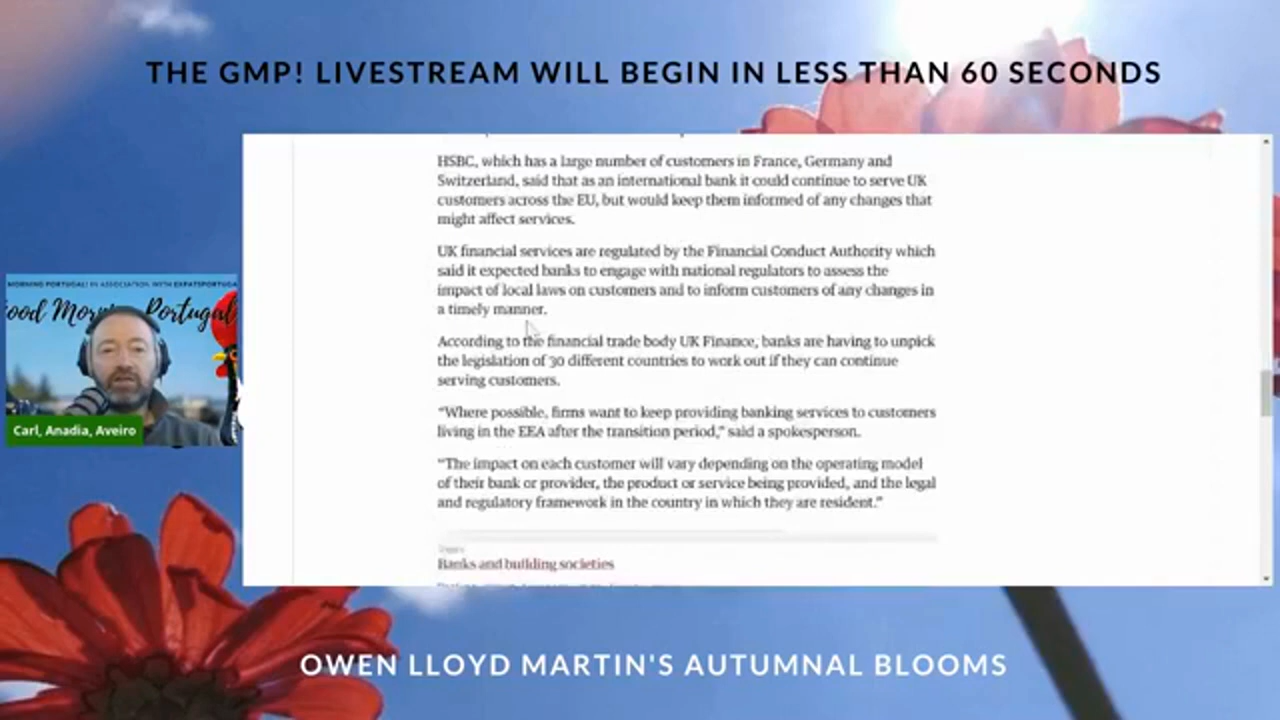 THE GMP! LIVESTREAM WILL BEGIN IN LESS THAN 60 SECONDS
HSBC, which has a large number of customers in France, Germany and
Switzerland, said that as an international bank it could continue to serve UK
customers across the EU, but would keep them informed of any changes that
might affect services.
UK financial services are regulated by the Financial Conduct Authority which
said it expected banks to engage with national regulators to assess the
impact of local laws on customers and to inform customers of any changes in
a timely manner.
According to the financial trade body UK Finance, banks are having to unpick
the legislation of 30 different countries to work out if they can continue
serving customers.
“Where possible, firms want to keep providing banking services to customers
living in the EEA after the transition period,” said a spokesperson.
“The impact on each customer will vary depending on the operating model
of their bank or provider, the product or service being provided, and the legal
and regulatory framework in the country in which they are resident.”
Banks and building societies
MORNING PORTUGAL! IN ASSOCIATION WITH EXPATSPORTUGA
ood Morning Portugal
Carl, Anadia, Aveiro
OWEN LLOYD MARTIN'S AUTUMNAL BLOOMS